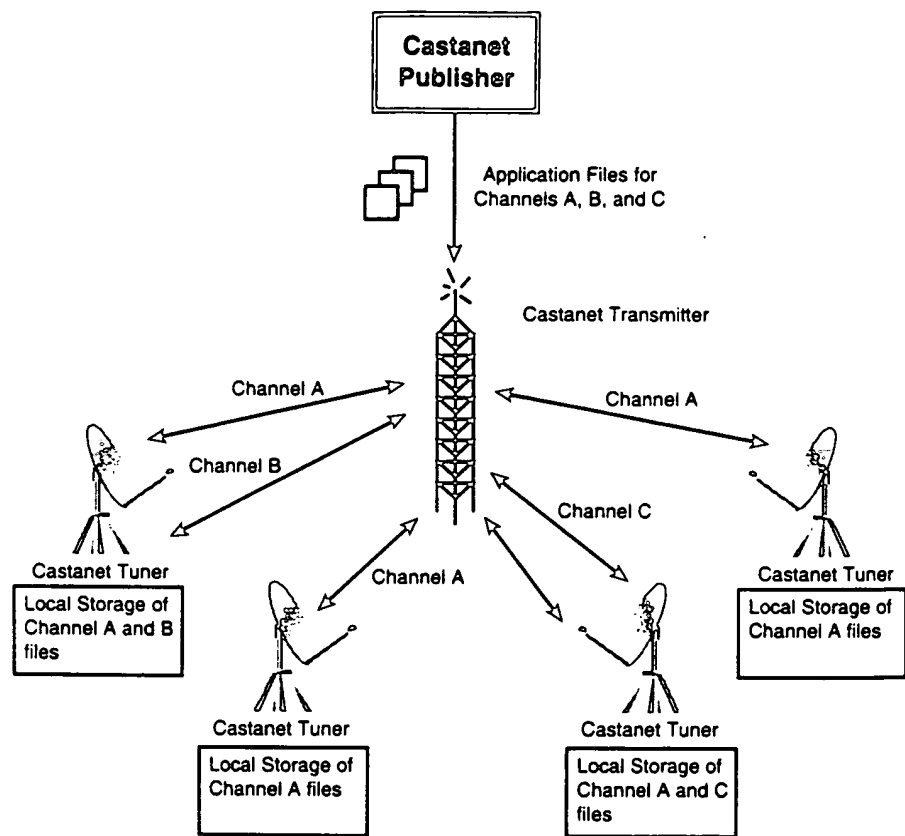 Castanet
Publisher
Application Files for
Channels A, B, and C
Castanet Transmitter
Channel A
Channel A
Channel B
Channel C
Channel A
Castanet Tuner
Local Storage of
Channel A and B
files
Castanet Tuner
Local Storage of
Channel A files
Castanet Tuner
Local Storage of
Channel A files
Castanet Tuner
Local Storage of
Channel A and C
files